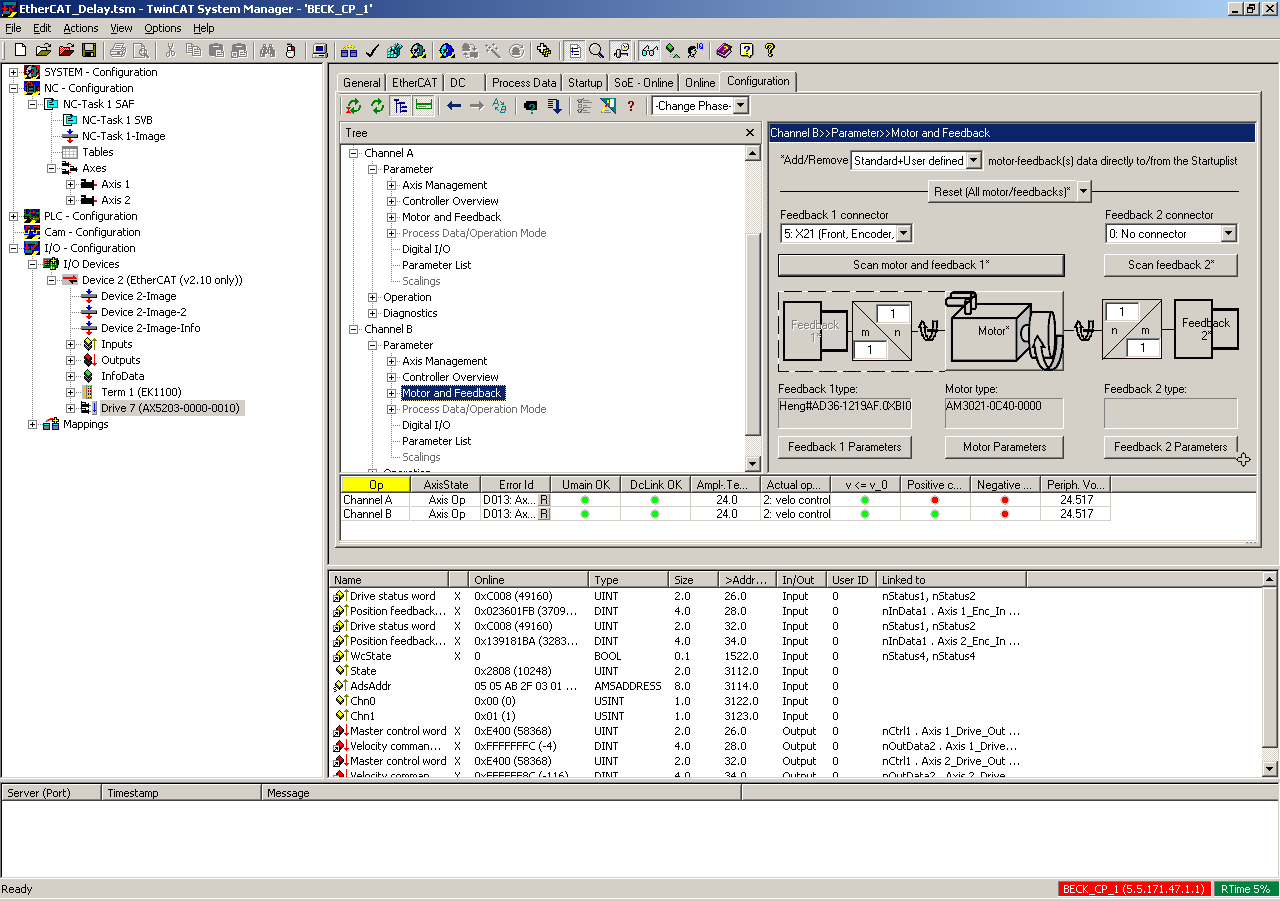 EtherCAT_Delay.tsm - TwinCAT System Manager - 'BECK_CP_1'
File Edit Actions View Options Help
SYSTEM - Configuration
NC - Configuration
NC-Task 1 SAF
NC-Task 1 SVB
NC-Task 1-Image
Tables
Axes
Axis 1
Axis 2
PLC - Configuration
Cam - Configuration
I/O - Configuration
I/O Devices
Device 2 (EtherCAT (v2.10 only))
Device 2-Image
Device 2-Image-2
Device 2-Image-Info
Inputs
Outputs
InfoData
Term 1 (EK1100)
Drive 7 (AX5203-0000-0010)
Mappings
General EtherCAT DC Process Data Startup SoE - Online Online Configuration
-Change Phase-
Tree
Channel A
Parameter
Axis Management
Controller Overview
Motor and Feedback
Process Data/Operation Mode
Digital I/O
Parameter List
Scalings
Operation
Diagnostics
Channel B
Parameter
Axis Management
Controller Overview
Motor and Feedback
Process Data/Operation Mode
Digital I/O
Parameter List
Scalings
Operation
Channel B>>Parameter>>Motor and Feedback
*Add/Remove Standard+User defined motor-feedback(s) data directly to/from the Startuplist
Reset (All motor/feedbacks)*
Feedback 1 connector Feedback 2 connector
5: X21 (Front, Encoder, 0: No connector
Scan motor and feedback 1* Scan feedback 2*
Feedback 1* 1 m n 1 Motor* 1 n m 1 Feedback 2*
Feedback 1type: Motor type: Feedback 2 type:
Heng#AD36-1219AF.0XBI0 AM3021-0C40-0000
Feedback 1 Parameters Motor Parameters Feedback 2 Parameters
Op AxisState Error Id Umain OK DcLink OK Ampl-.Te... Actual op... v <= v_0 Positive c... Negative ... Periph. Vo...
Channel A Axis Op D013: Ax... R 24.0 2: velo control 24.517
Channel B Axis Op D013: Ax... R 24.0 2: velo control 24.517
Name Online Type Size >Addr... In/Out User ID Linked to
Drive status word X 0xC008 (49160) UINT 2.0 26.0 Input 0 nStatus1, nStatus2
Position feedback... X 0x023601FB (3709... DINT 4.0 28.0 Input 0 nInData1 . Axis 1_Enc_In ...
Drive status word X 0xC008 (49160) UINT 2.0 32.0 Input 0 nStatus1, nStatus2
Position feedback... X 0x139181BA (3283... DINT 4.0 34.0 Input 0 nInData1 . Axis 2_Enc_In ...
WcState X 0 BOOL 0.1 1522.0 Input 0 nStatus4, nStatus4
State 0x2808 (10248) UINT 2.0 3112.0 Input 0
AdsAddr 05 05 AB 2F 03 01 ... AMSADDRESS 8.0 3114.0 Input 0
Chn0 0x00 (0) USINT 1.0 3122.0 Input 0
Chn1 0x01 (1) USINT 1.0 3123.0 Input 0
Master control word X 0xE400 (58368) UINT 2.0 26.0 Output 0 nCtrl1 . Axis 1_Drive_Out ...
Velocity comman... X 0xFFFFFFFC (-4) DINT 4.0 28.0 Output 0 nOutData2 . Axis 1_Drive...
Master control word X 0xE400 (58368) UINT 2.0 32.0 Output 0 nCtrl1 . Axis 2_Drive_Out ...
Velocity comman... X 0xFFFFFF8C (-116) DINT 4.0 34.0 Output 0 nOutData2 . Axis 2_Drive...
Server (Port) Timestamp Message
Ready BECK_CP_1 (5.5.171.47.1.1) RTime 5%